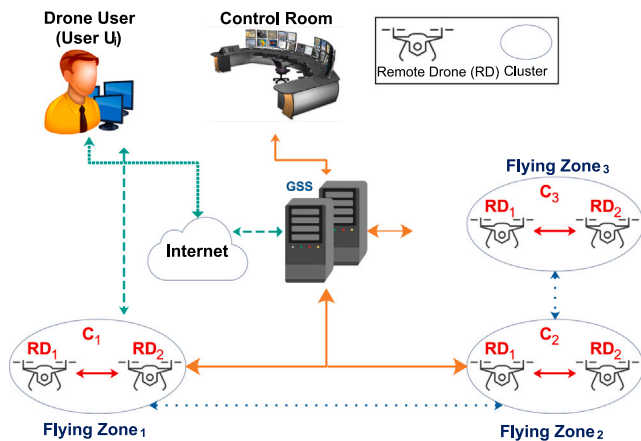 Drone User
(User Uⱼ)
Control Room
Remote Drone (RD)
Cluster
GSS
Internet
Flying Zone₃
C₃
RD₁
RD₂
C₁
RD₁
RD₂
Flying Zone₁
C₂
RD₁
RD₂
Flying Zone₂